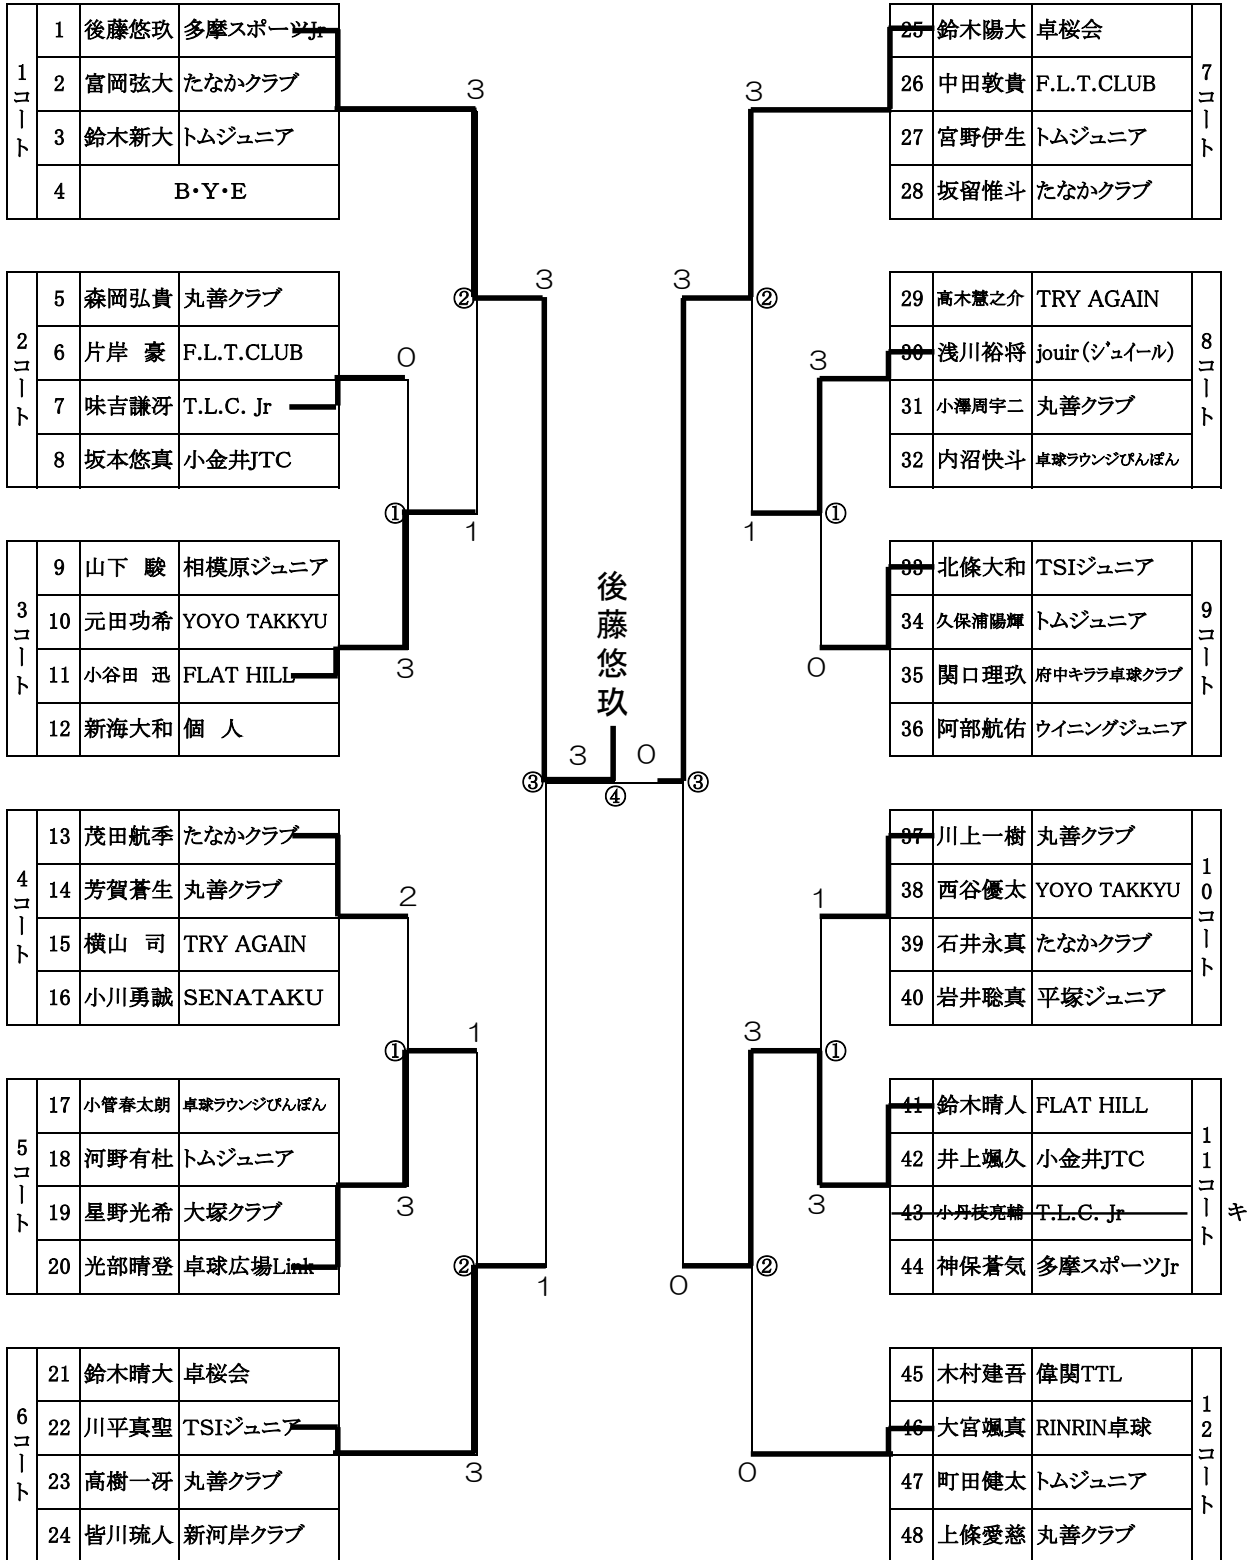 1コート
1 後藤悠玖 多摩スポーツJr
2 富岡弦大 たなかクラブ
3 鈴木新大 トムジュニア
4 B・Y・E
2コート
5 森岡弘貴 丸善クラブ
6 片岸 豪 F.L.T.CLUB
7 味吉謙冴 T.L.C. Jr
8 坂本悠真 小金井JTC
3コート
9 山下 駿 相模原ジュニア
10 元田功希 YOYO TAKKYU
11 小谷田 迅 FLAT HILL
12 新海大和 個 人
4コート
13 茂田航季 たなかクラブ
14 芳賀蒼生 丸善クラブ
15 横山 司 TRY AGAIN
16 小川勇誠 SENATAKU
5コート
17 小管春太朗 卓球ラウンジぴんぽん
18 河野有杜 トムジュニア
19 星野光希 大塚クラブ
20 光部晴登 卓球広場Link
6コート
21 鈴木晴大 卓桜会
22 川平真聖 TSIジュニア
23 高樹一冴 丸善クラブ
24 皆川琉人 新河岸クラブ
3
②
3
0
①
1
3
後藤悠玖
3
0
③
④
③
2
①
1
3
②
1
3
3
3
②
3
1
①
0
1
3
①
3
0
②
0
7コート
25 鈴木陽大 卓桜会
26 中田敦貴 F.L.T.CLUB
27 宮野伊生 トムジュニア
28 坂留惟斗 たなかクラブ
8コート
29 高木慧之介 TRY AGAIN
30 浅川裕将 jouir(ジュイール)
31 小澤周宇二 丸善クラブ
32 内沼快斗 卓球ラウンジぴんぽん
9コート
33 北條大和 TSIジュニア
34 久保浦陽輝 トムジュニア
35 関口理玖 府中キララ卓球クラブ
36 阿部航佑 ウイニングジュニア
10コート
37 川上一樹 丸善クラブ
38 西谷優太 YOYO TAKKYU
39 石井永真 たなかクラブ
40 岩井聡真 平塚ジュニア
11コート
41 鈴木晴人 FLAT HILL
42 井上颯久 小金井JTC
43 小丹枝亮輔 T.L.C. Jr キ
44 神保蒼気 多摩スポーツJr
12コート
45 木村建吾 偉関TTL
46 大宮颯真 RINRIN卓球
47 町田健太 トムジュニア
48 上條愛慈 丸善クラブ